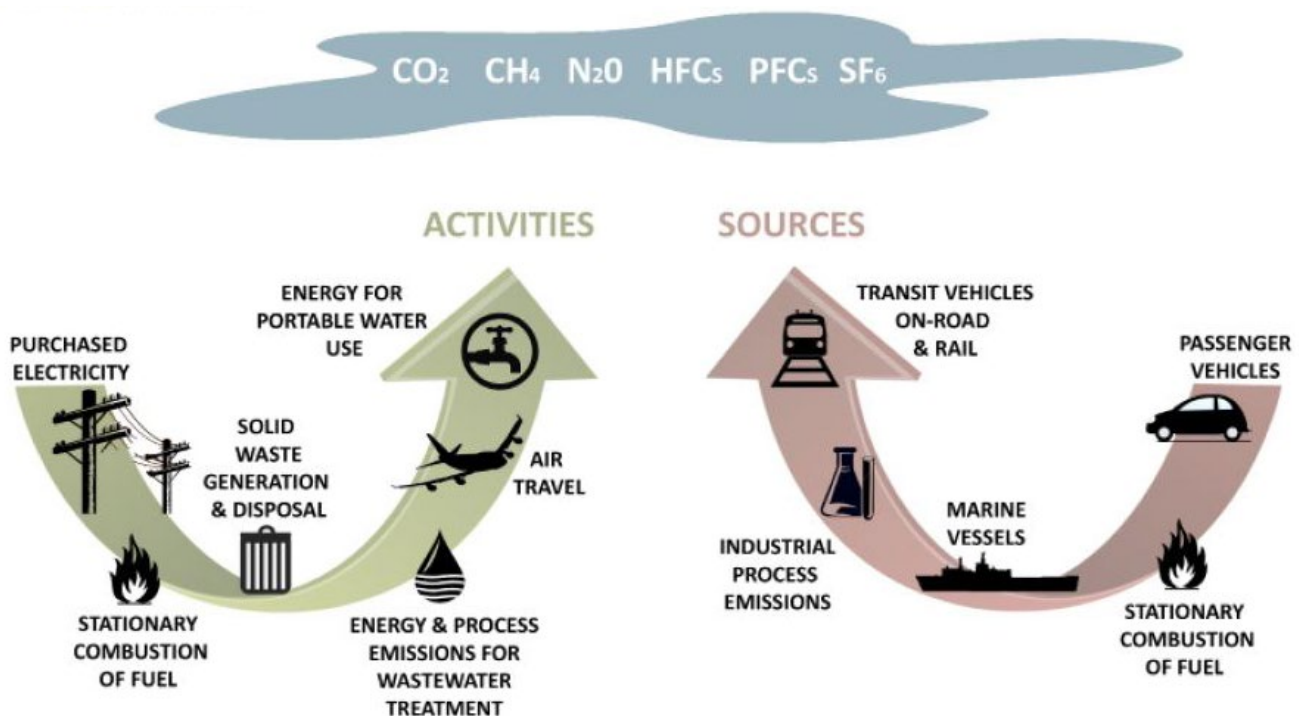 CO₂ CH₄ N₂0 HFCs PFCs SF₆
ACTIVITIES
SOURCES
PURCHASED
ELECTRICITY
STATIONARY
COMBUSTION
OF FUEL
SOLID
WASTE
GENERATION
& DISPOSAL
ENERGY & PROCESS
EMISSIONS FOR
WASTEWATER
TREATMENT
AIR
TRAVEL
ENERGY FOR
PORTABLE WATER
USE
TRANSIT VEHICLES
ON-ROAD
& RAIL
INDUSTRIAL
PROCESS
EMISSIONS
MARINE
VESSELS
STATIONARY
COMBUSTION
OF FUEL
PASSENGER
VEHICLES